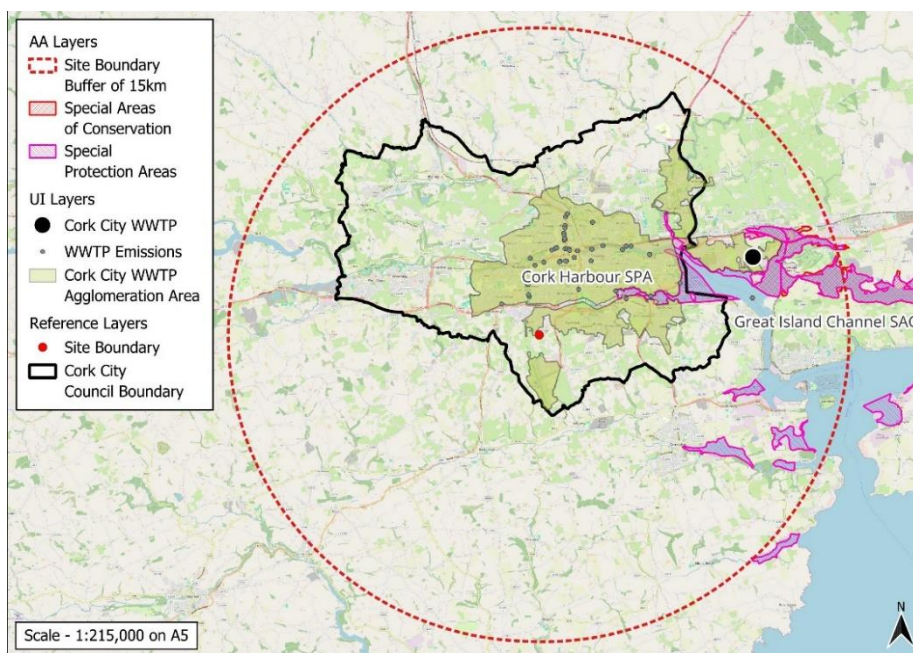 AA Layers
Site Boundary
Buffer of 15km
Special Areas
of Conservation
Special
Protection Areas
UI Layers
Cork City WWTP
WWTP Emissions
Cork City WWTP
Agglomeration Area
Reference Layers
Site Boundary
Cork City
Council Boundary
Cork Harbour SPA
Great Island Channel SAC
Scale - 1:215,000 on A5
N